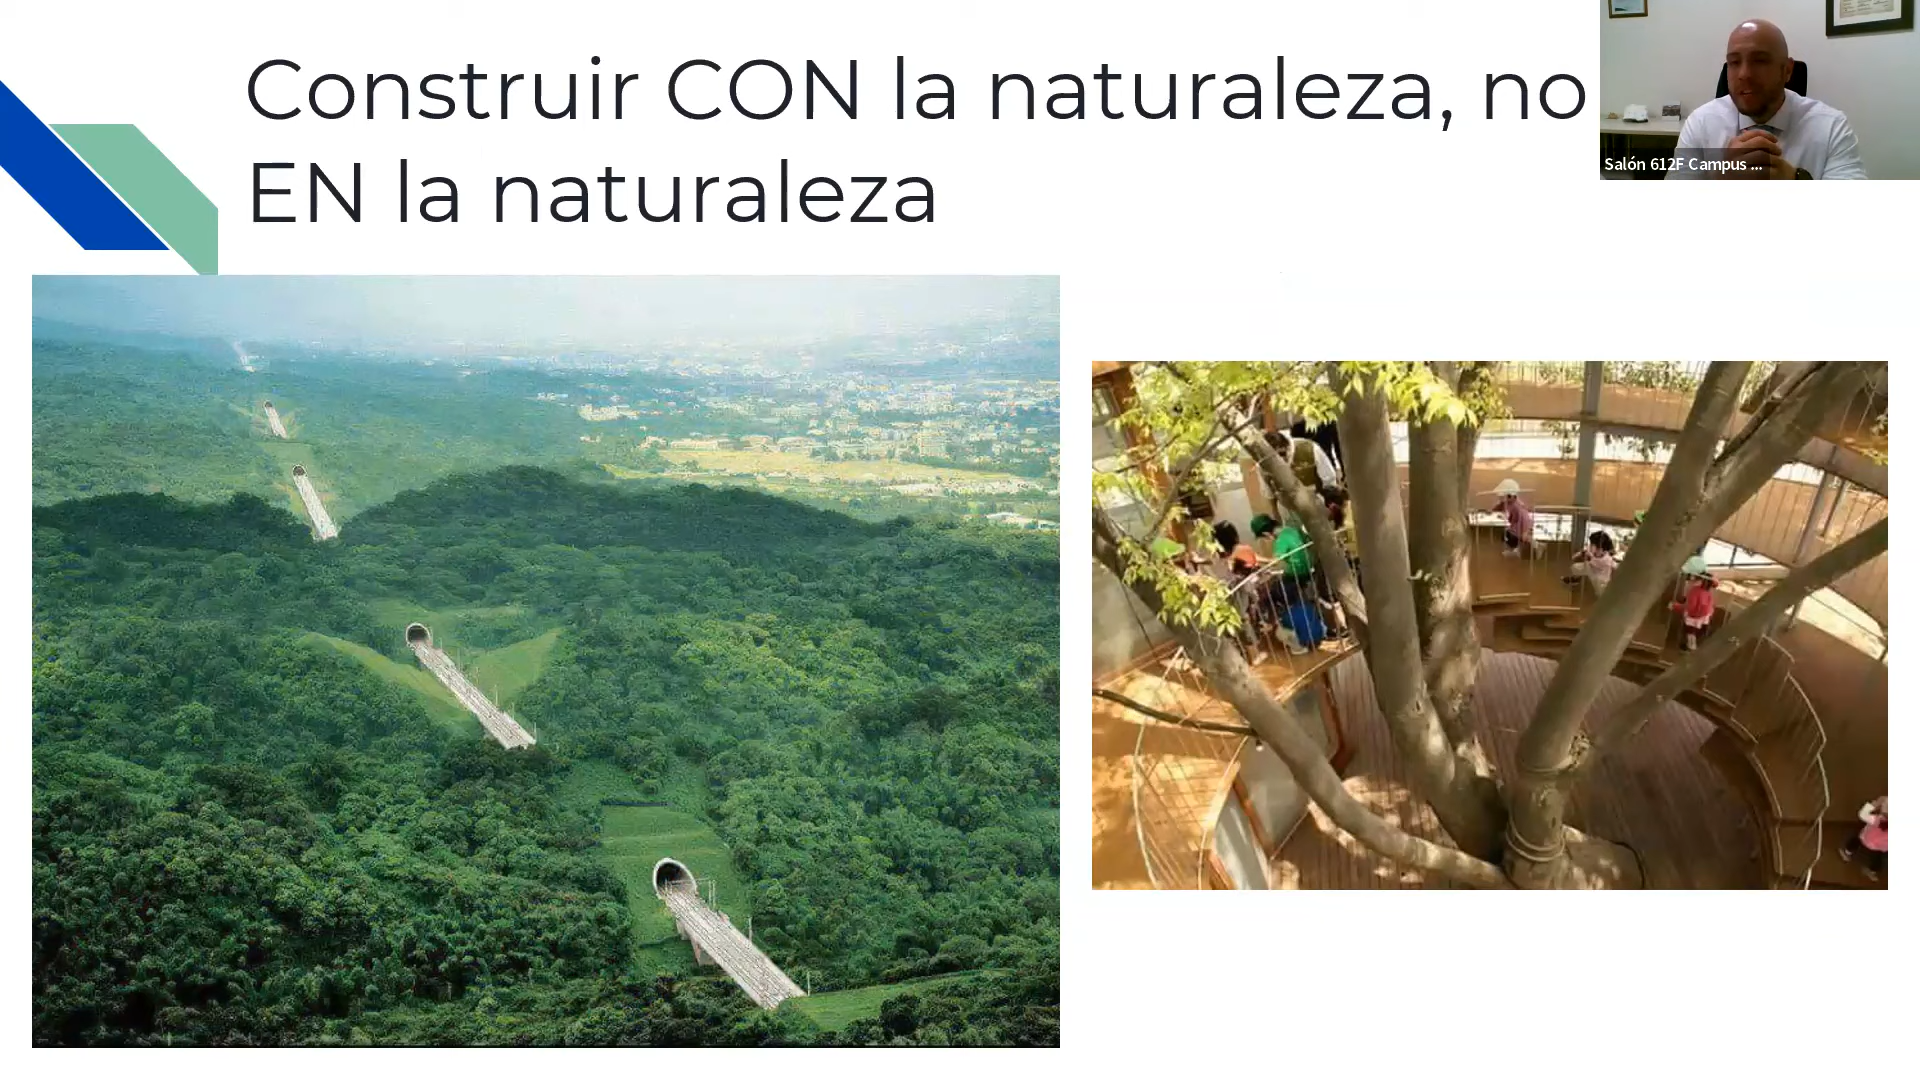 Construir CON la naturaleza, no
EN la naturaleza
Salón 612F Campus ...